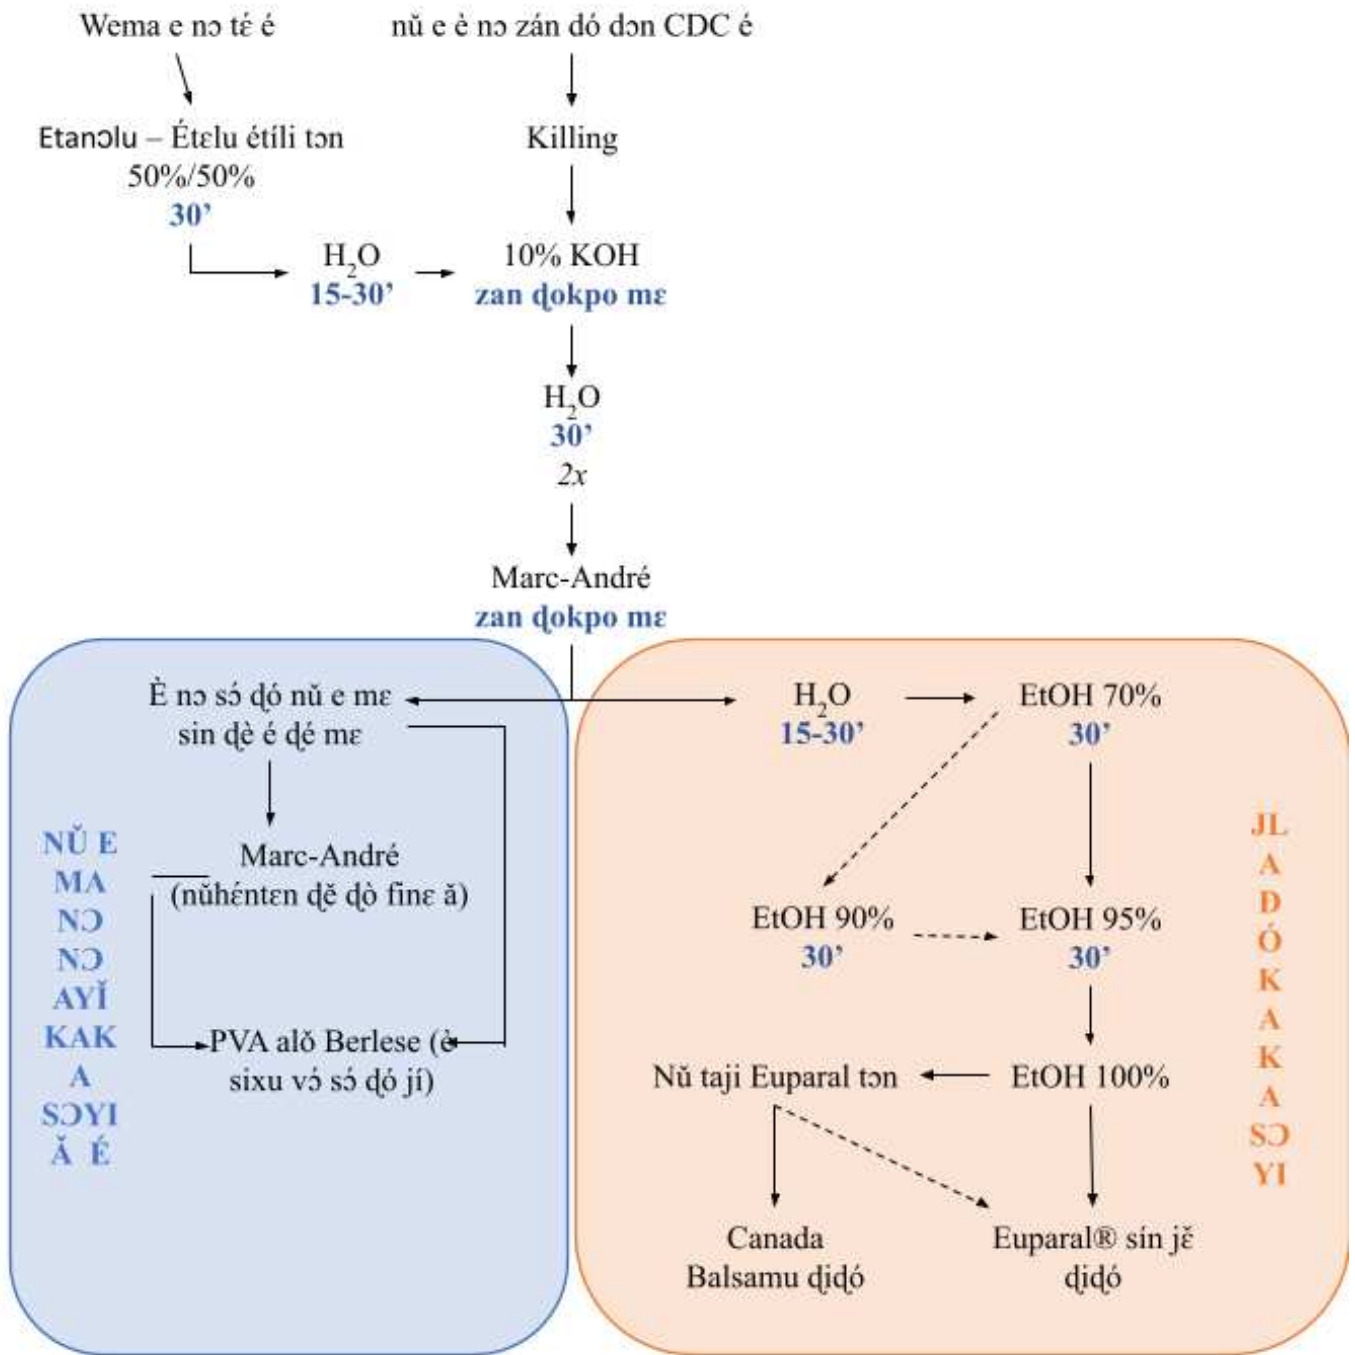 Wema e nɔ tɛ́ é
nǔ e è nɔ zán dó dɔn CDC é
Etanɔlu – Étɛlu étíli tɔn
50%/50%
30’
Killing
H₂O
15-30’
10% KOH
zan ɖokpo mɛ
H₂O
30’
2x
Marc-André
zan ɖokpo mɛ
È nɔ sɔ́ ɖó nǔ e mɛ
sin ɖè é ɖé mɛ
Marc-André
(nǔhɛ́ntɛn ɖě ɖò finɛ ǎ)
PVA alǒ Berlese (è
sixu vɔ́ sɔ́ ɖó jí)
NǓ E
MA
NƆ
NƆ
AYǏ
KAK
A
SƆYI
Ǎ É
H₂O
15-30’
EtOH 70%
30’
EtOH 90%
30’
EtOH 95%
30’
Nǔ taji Euparal tɔn
EtOH 100%
Canada
Balsamu ɖiɖó
Euparal® sín jɛ̌
ɖiɖó
JL
A
Đ
Ó
K
A
K
A
SƆ
YI